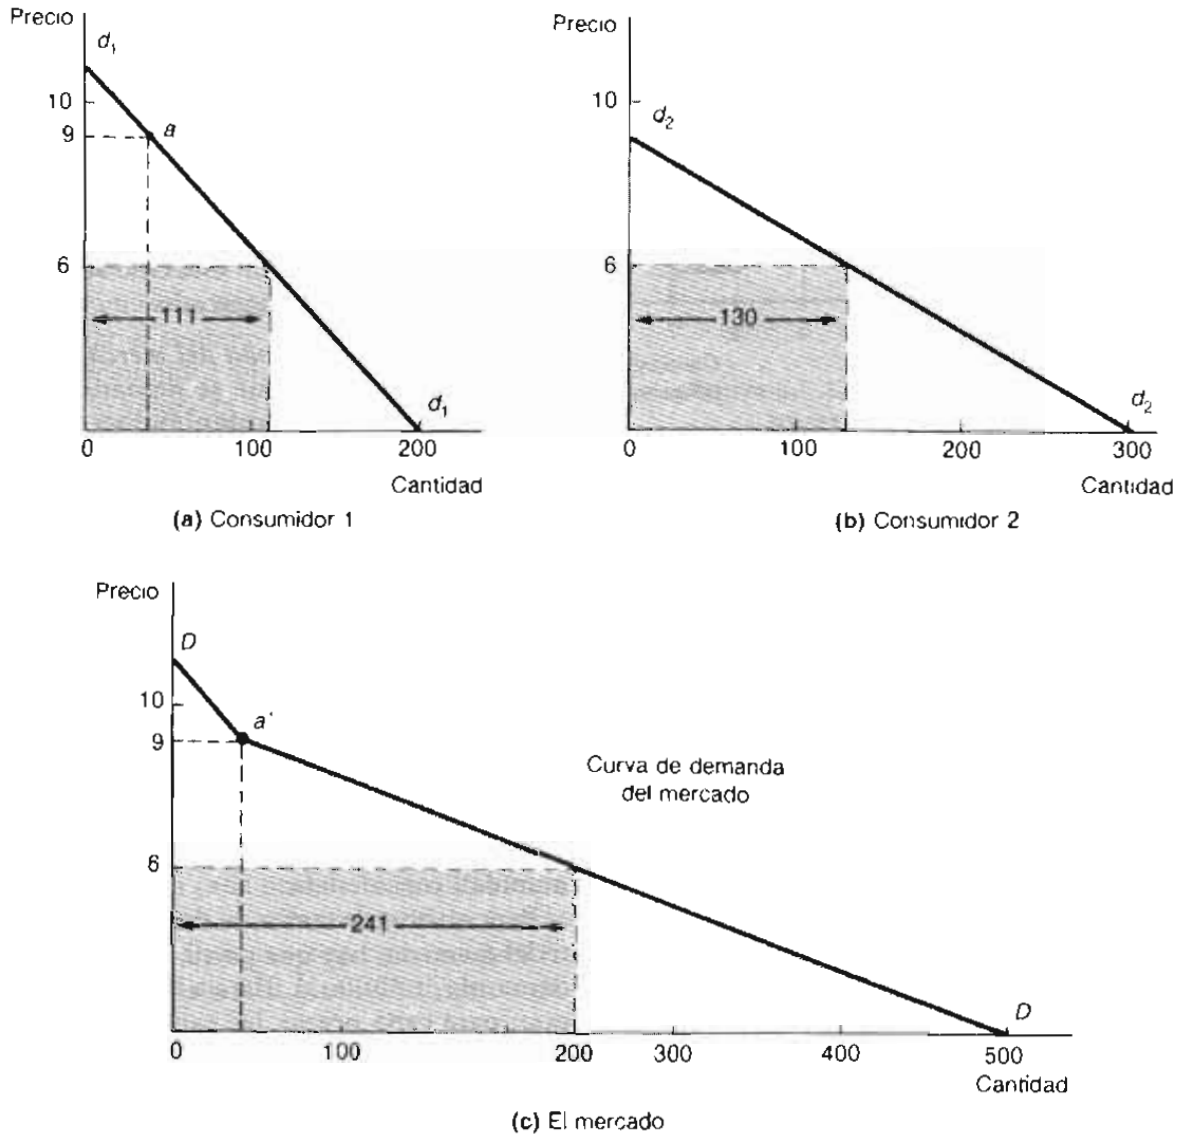 Precio
d₁
10
9
a
6
111
d₁
0
100
200
Cantidad
(a) Consumidor 1
Precio
10
d₂
6
130
d₂
0
100
200
300
Cantidad
(b) Consumidor 2
Precio
D
10
a'
9
Curva de demanda
del mercado
6
241
D
0
100
200
300
400
500
Cantidad
(c) El mercado